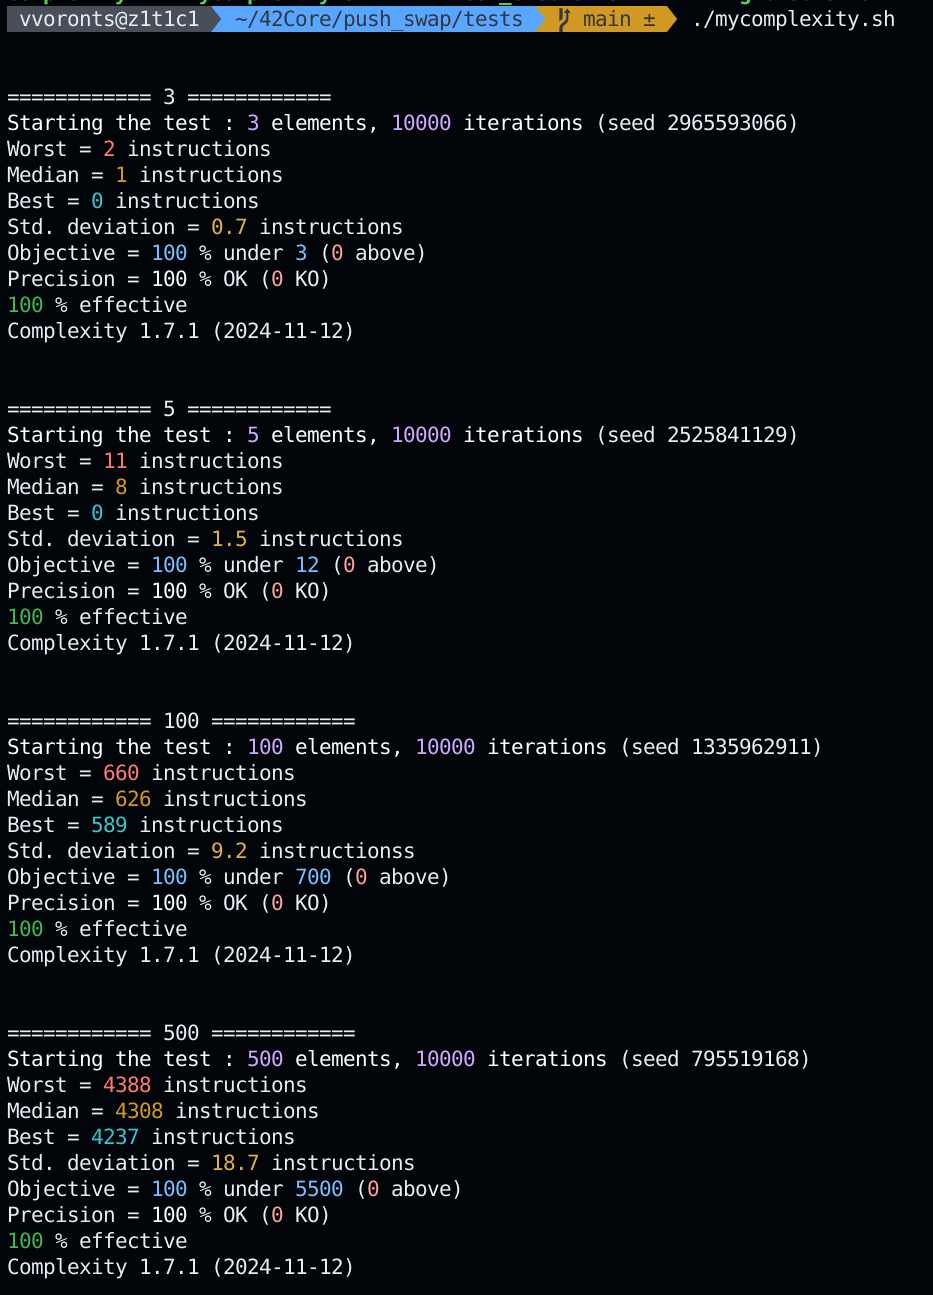 vvoronts@z1t1c1 ~/42Core/push_swap/tests main ± ./mycomplexity.sh
============ 3 ============
Starting the test : 3 elements, 10000 iterations (seed 2965593066)
Worst = 2 instructions
Median = 1 instructions
Best = 0 instructions
Std. deviation = 0.7 instructions
Objective = 100 % under 3 (0 above)
Precision = 100 % OK (0 KO)
100 % effective
Complexity 1.7.1 (2024-11-12)
============ 5 ============
Starting the test : 5 elements, 10000 iterations (seed 2525841129)
Worst = 11 instructions
Median = 8 instructions
Best = 0 instructions
Std. deviation = 1.5 instructions
Objective = 100 % under 12 (0 above)
Precision = 100 % OK (0 KO)
100 % effective
Complexity 1.7.1 (2024-11-12)
============ 100 ============
Starting the test : 100 elements, 10000 iterations (seed 1335962911)
Worst = 660 instructions
Median = 626 instructions
Best = 589 instructions
Std. deviation = 9.2 instructionss
Objective = 100 % under 700 (0 above)
Precision = 100 % OK (0 KO)
100 % effective
Complexity 1.7.1 (2024-11-12)
============ 500 ============
Starting the test : 500 elements, 10000 iterations (seed 795519168)
Worst = 4388 instructions
Median = 4308 instructions
Best = 4237 instructions
Std. deviation = 18.7 instructions
Objective = 100 % under 5500 (0 above)
Precision = 100 % OK (0 KO)
100 % effective
Complexity 1.7.1 (2024-11-12)